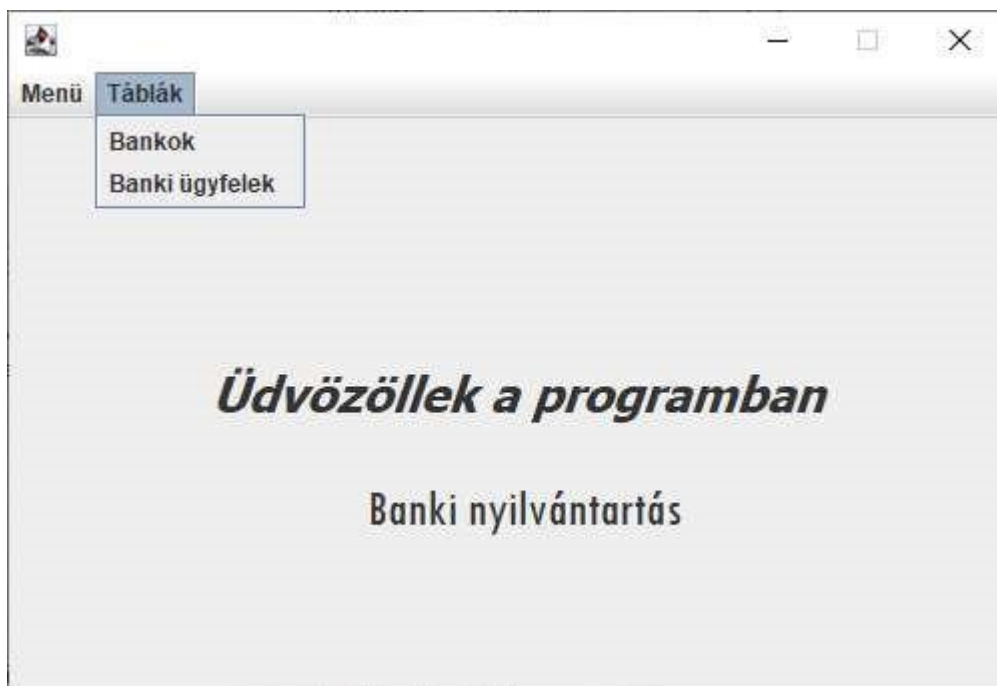 Menü Táblák
Bankok
Banki ügyfelek
Üdvözöllek a programban
Banki nyilvántartás